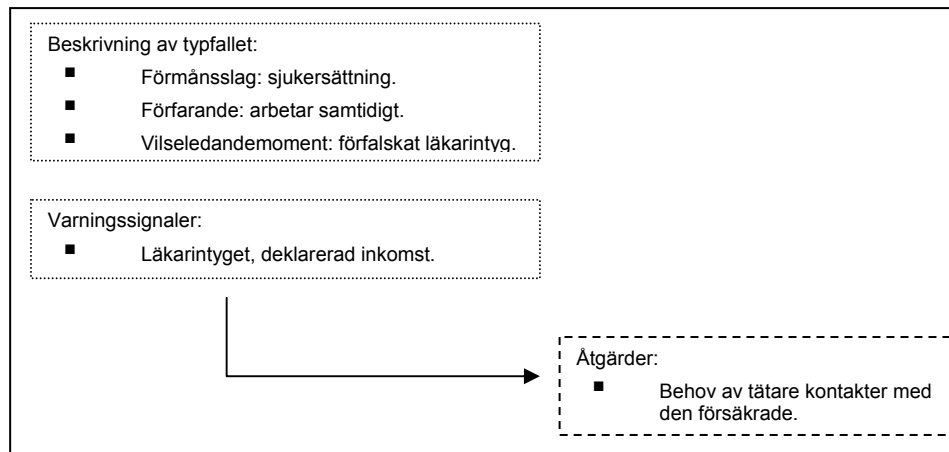 Beskrivning av typfallet:
▪ Förmånsslag: sjukersättning.
▪ Förfarande: arbetar samtidigt.
▪ Vilseledandemoment: förfalskat läkarintyg.
Varningssignaler:
▪ Läkarintyget, deklarerad inkomst.
Åtgärder:
▪ Behov av tätare kontakter med
den försäkrade.